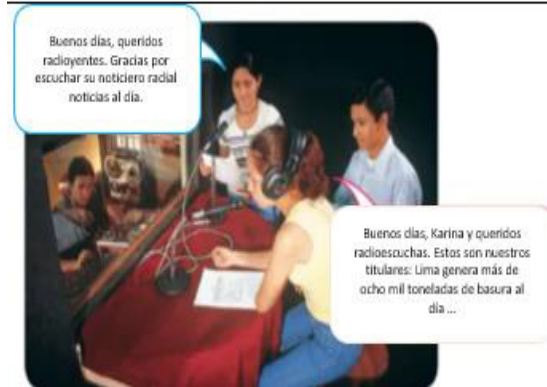 Buenos días, queridos
radioyentes. Gracias por
escuchar su noticiero radial
noticias al día.
Buenos días, Karina y queridos
radioescuchas. Estos son nuestros
titulares: Lima genera más de
ocho mil toneladas de basura al
día ...